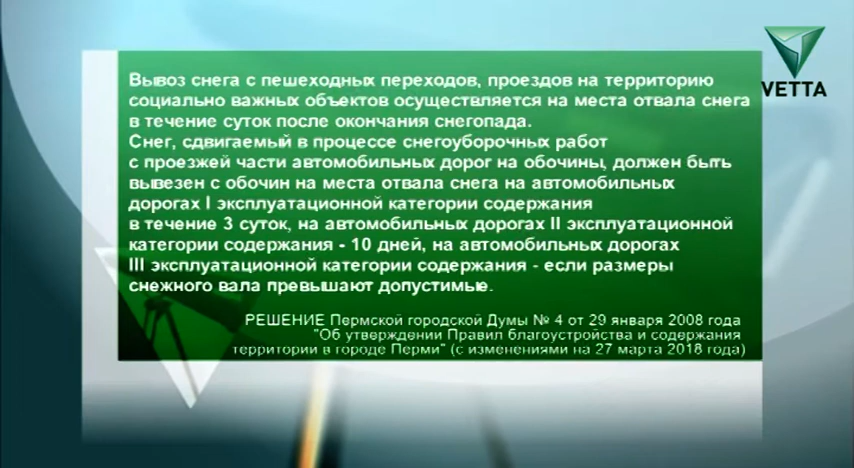 VETTA
Вывоз снега с пешеходных переходов, проездов на территорию
социально важных объектов осуществляется на места отвала снега
в течение суток после окончания снегопада.
Снег, сдвигаемый в процессе снегоуборочных работ
с проезжей части автомобильных дорог на обочины, должен быть
вывезен с обочин на места отвала снега на автомобильных
дорогах I эксплуатационной категории содержания
в течение 3 суток, на автомобильных дорогах II эксплуатационной
категории содержания - 10 дней, на автомобильных дорогах
III эксплуатационной категории содержания - если размеры
снежного вала превышают допустимые.
РЕШЕНИЕ Пермской городской Думы № 4 от 29 января 2008 года
"Об утверждении Правил благоустройства и содержания
территории в городе Перми" (с изменениями на 27 марта 2018 года)